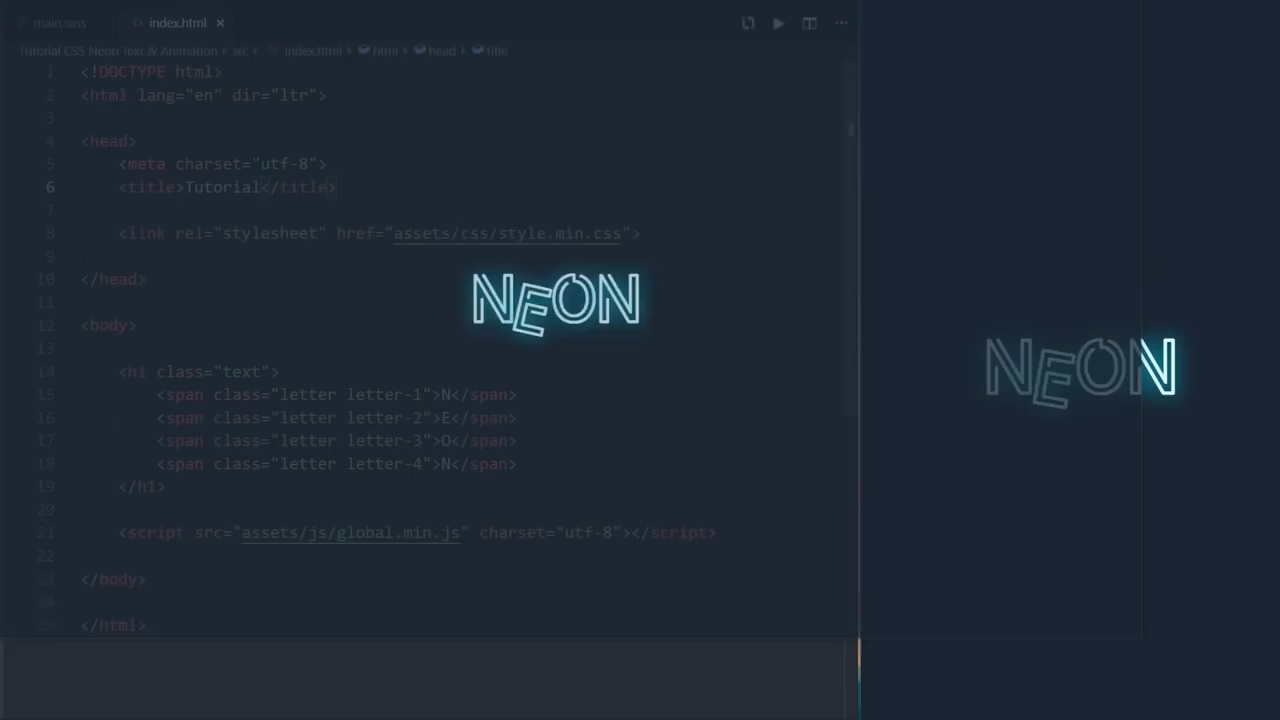 main.sass
index.html ×
Tutorial CSS Neon Text & Animation › src › index.html › html › head › title
1 <!DOCTYPE html>
2 <html lang="en" dir="ltr">
3
4 <head>
5 <meta charset="utf-8">
6 <title>Tutorial</title>
7
8 <link rel="stylesheet" href="assets/css/style.min.css">
9
10 </head>
11
12 <body>
13
14 <h1 class="text">
15 <span class="letter letter-1">N</span>
16 <span class="letter letter-2">E</span>
17 <span class="letter letter-3">O</span>
18 <span class="letter letter-4">N</span>
19 </h1>
20
21 <script src="assets/js/global.min.js" charset="utf-8"></script>
22
23 </body>
24
25 </html>
NEON
NEON